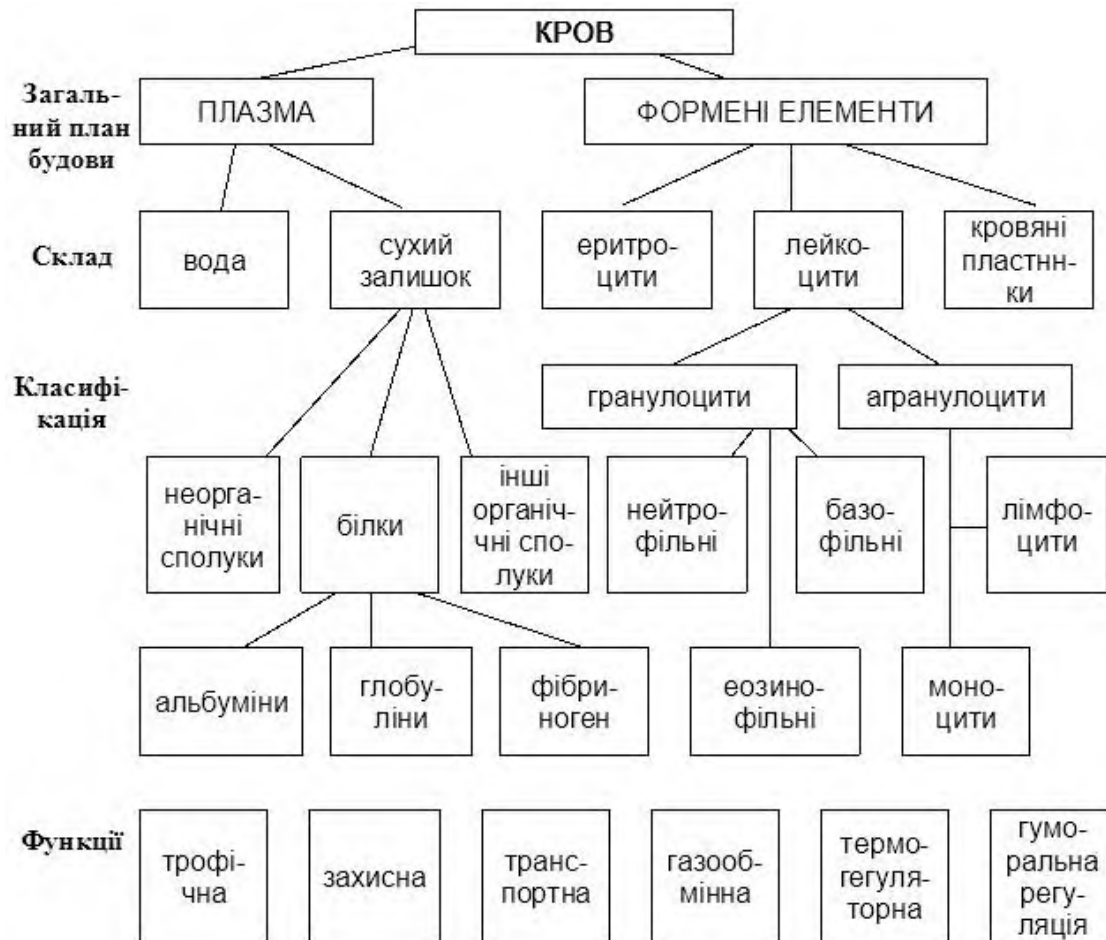 КРОВ
Загаль-
ний план
будови
ПЛАЗМА
ФОРМЕНІ ЕЛЕМЕНТИ
Склад
вода
сухий
залишок
еритро-
цити
лейко-
цити
кровяні
пластнн-
ки
Класифі-
кація
гранулоцити
агранулоцити
неорга-
нічні
сполуки
білки
інші
органіч-
чні спо-
луки
нейтро-
фільні
базо-
фільні
лімфо-
цити
альбуміни
глобу-
ліни
фібри-
ноген
еозино-
фільні
моно-
цити
Функції
трофі-
чна
захисна
транс-
портна
газооб-
мінна
термо-
гегуля-
торна
гумо-
ральна
регу-
ляція